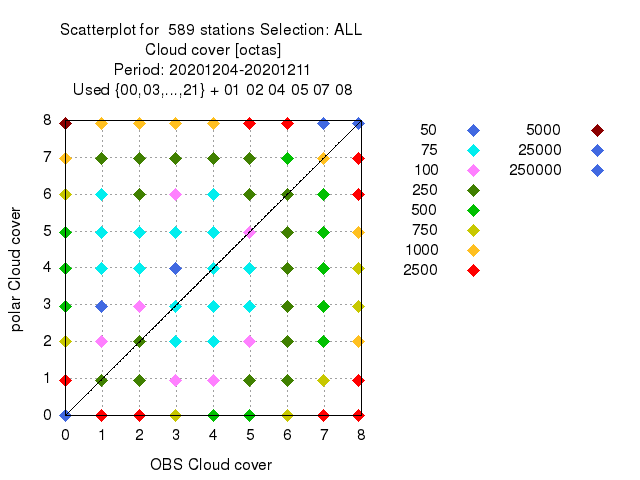 Scatterplot for 589 stations Selection: ALL
Cloud cover [octas]
Period: 20201204-20201211
Used {00,03,...,21} + 01 02 04 05 07 08
8
7
6
5
4
3
2
1
0
polar Cloud cover
0 1 2 3 4 5 6 7 8
OBS Cloud cover
50 5000
75 25000
100 250000
250
500
750
1000
2500